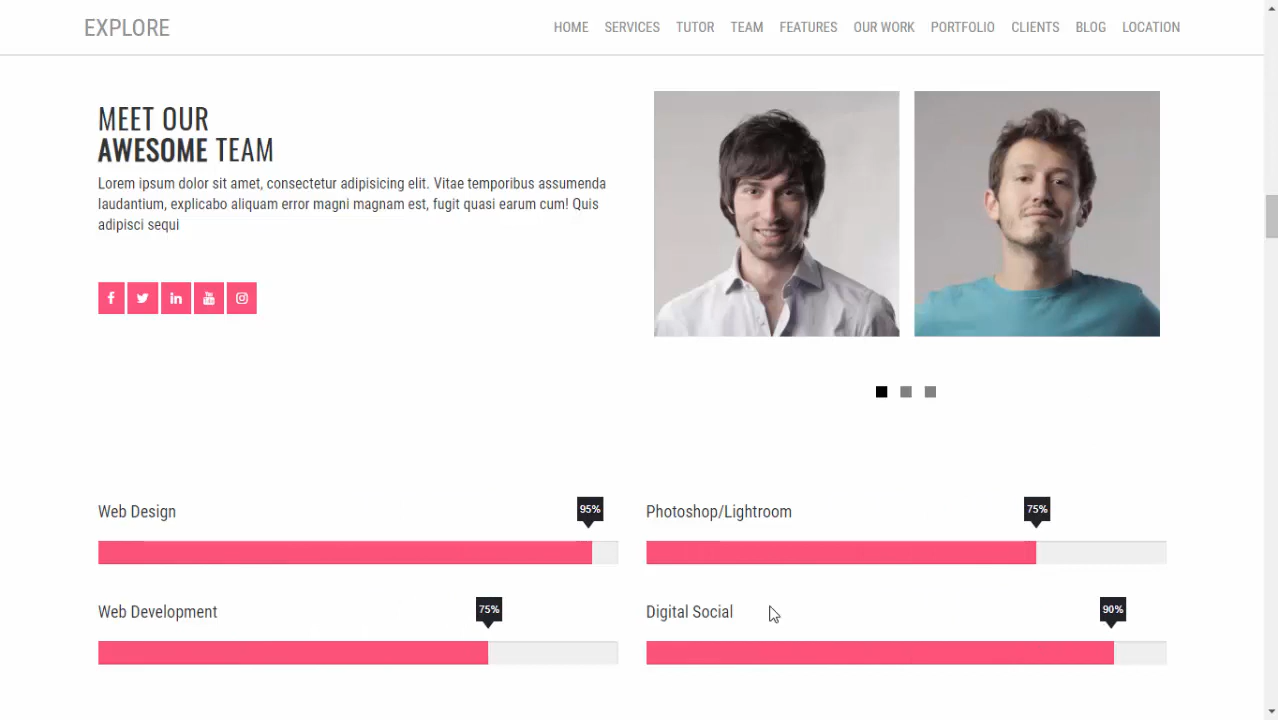 EXPLORE
HOME SERVICES TUTOR TEAM FEATURES OUR WORK PORTFOLIO CLIENTS BLOG LOCATION
MEET OUR
AWESOME TEAM
Lorem ipsum dolor sit amet, consectetur adipisicing elit. Vitae temporibus assumenda
laudantium, explicabo aliquam error magni magnam est, fugit quasi earum cum! Quis
adipisci sequi
Web Design 95%
Photoshop/Lightroom 75%
Web Development 75%
Digital Social 90%